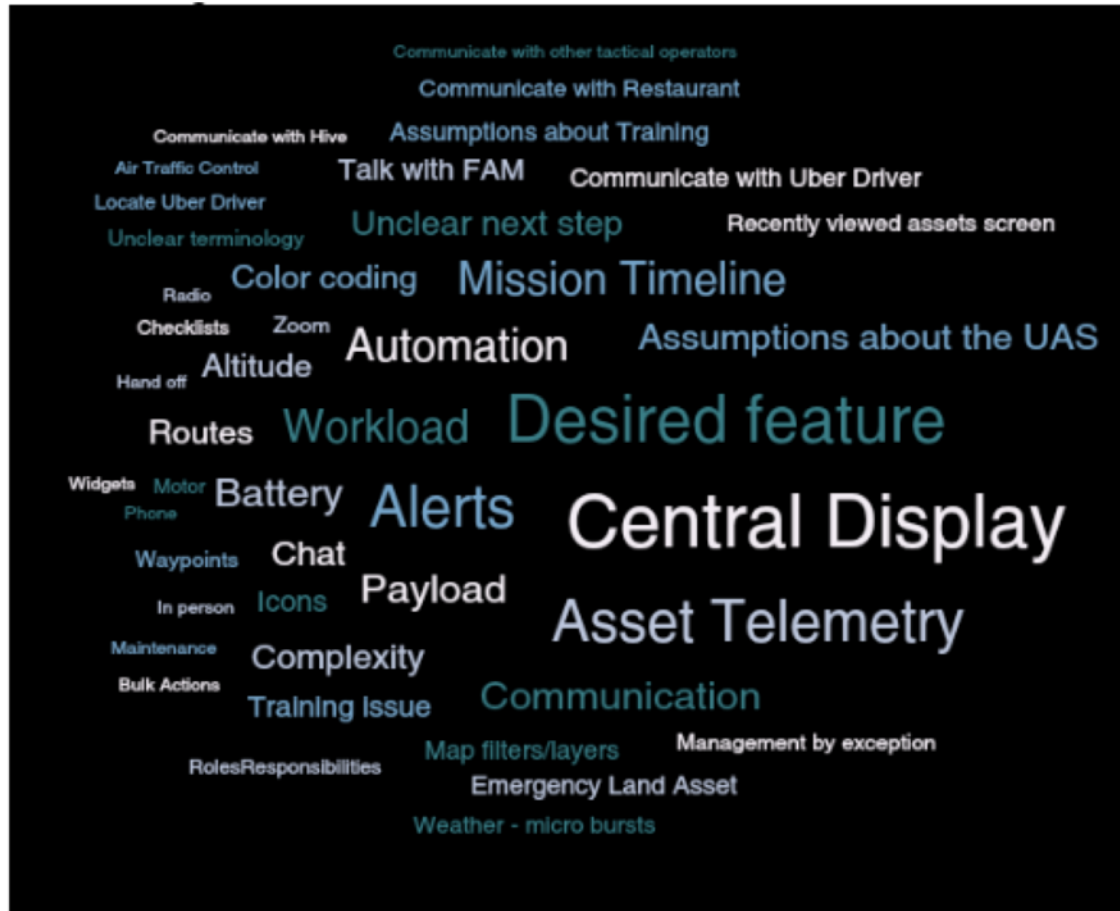 Communicate with other tactical operators
Communicate with Restaurant
Communicate with Hive
Assumptions about Training
Air Traffic Control
Talk with FAM
Communicate with Uber Driver
Locate Uber Driver
Unclear next step
Recently viewed assets screen
Unclear terminology
Color coding
Mission Timeline
Radio
Checklists
Zoom
Automation
Assumptions about the UAS
Altitude
Hand off
Routes
Workload
Desired feature
Widgets
Motor
Battery
Alerts
Central Display
Phone
Waypoints
Chat
Payload
In person
Icons
Asset Telemetry
Maintenance
Complexity
Bulk Actions
Training Issue
Communication
Map filters/layers
Management by exception
RolesResponsibilities
Emergency Land Asset
Weather - micro bursts